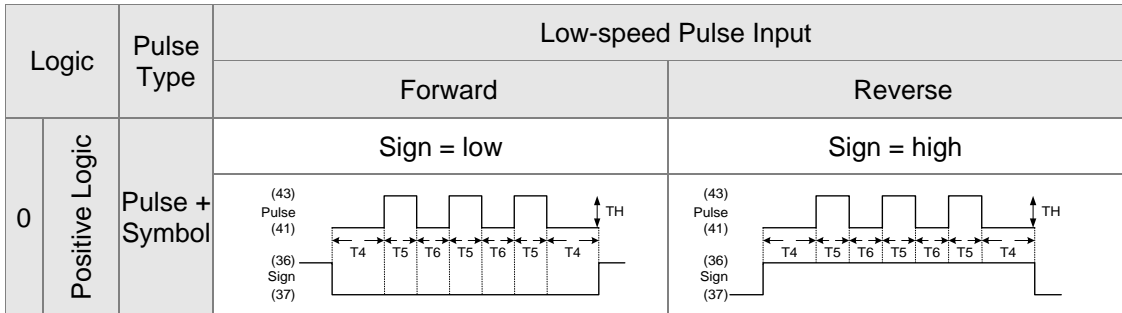 Logic
Pulse
Type
Low-speed Pulse Input
Forward
Reverse
0
Positive Logic
Pulse +
Symbol
Sign = low
Sign = high
(43)
Pulse
(41)
TH
T4 T5 T6 T5 T6 T5 T4
(36)
Sign
(37)
(43)
Pulse
(41)
TH
T4 T5 T6 T5 T6 T5 T4
(36)
Sign
(37)